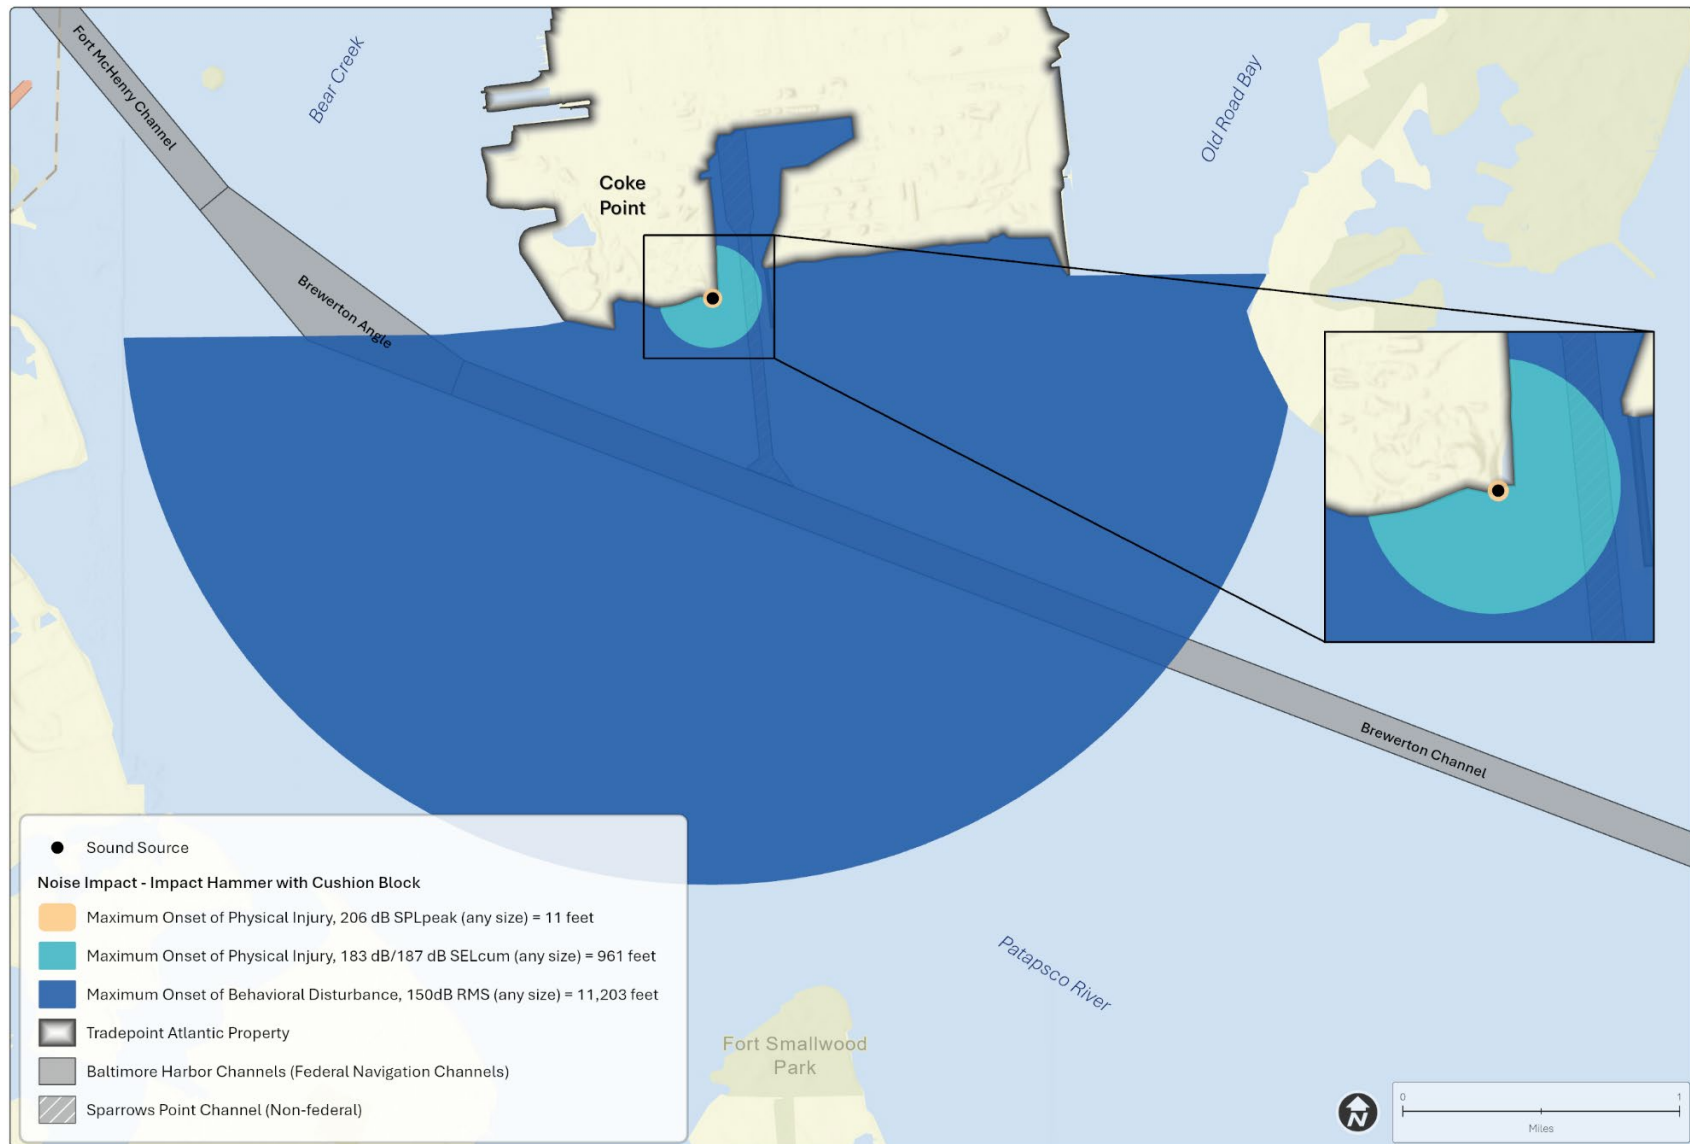 Fort McHenry Channel
Bear Creek
Old Road Bay
Coke
Point
Brewerton Angle
Brewerton Channel
Patapsco River
Fort Smallwood
Park
Sound Source
Noise Impact - Impact Hammer with Cushion Block
Maximum Onset of Physical Injury, 206 dB SPLpeak (any size) = 11 feet
Maximum Onset of Physical Injury, 183 dB/187 dB SELcum (any size) = 961 feet
Maximum Onset of Behavioral Disturbance, 150dB RMS (any size) = 11,203 feet
Tradepoint Atlantic Property
Baltimore Harbor Channels (Federal Navigation Channels)
Sparrows Point Channel (Non-federal)
N
0 1
Miles